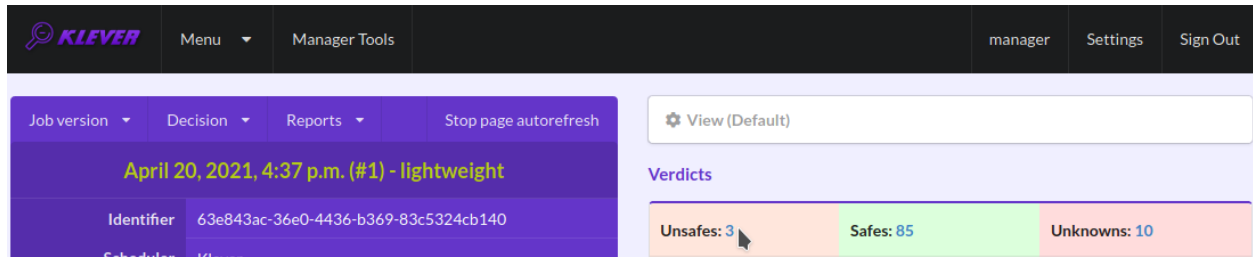 KLEVER Menu Manager Tools manager Settings Sign Out
Job version Decision Reports Stop page autorefresh
View (Default)
April 20, 2021, 4:37 p.m. (#1) - lightweight
Verdicts
Identifier 63e843ac-36e0-4436-b369-83c5324cb140
Unsafes: 3 Safes: 85 Unknowns: 10